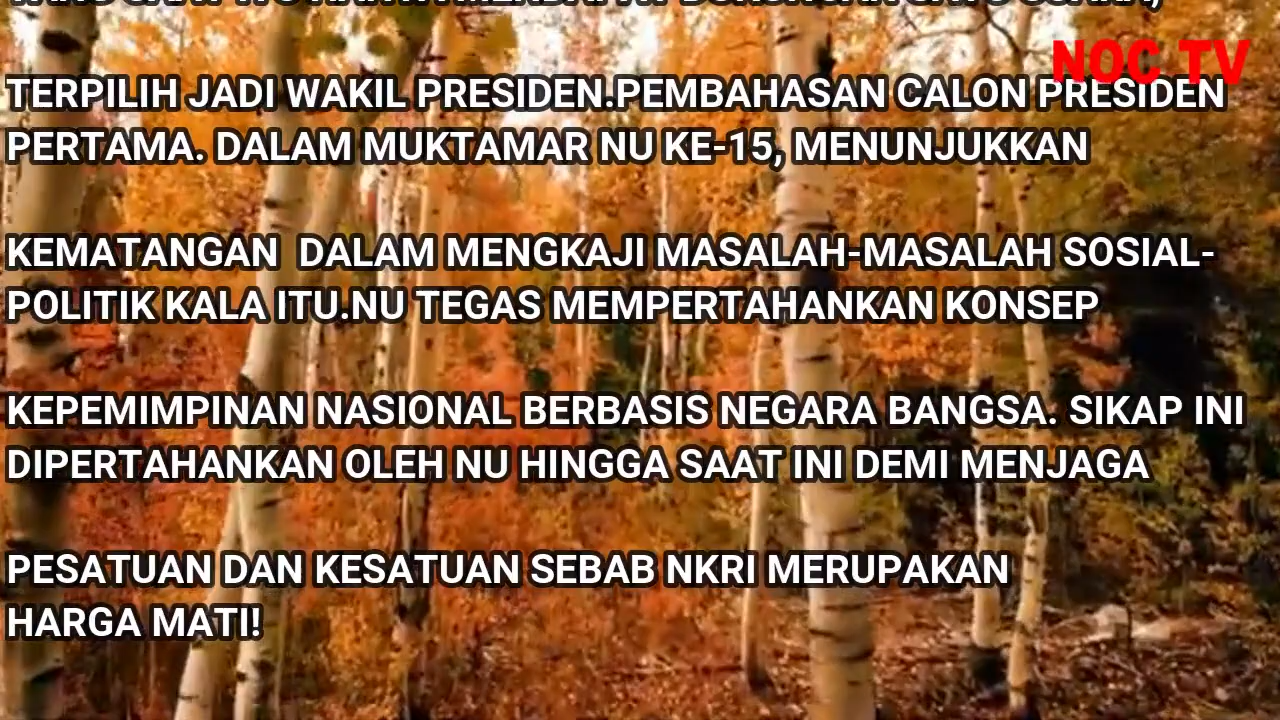 NOC TV
TERPILIH JADI WAKIL PRESIDEN.PEMBAHASAN CALON PRESIDEN
PERTAMA. DALAM MUKTAMAR NU KE-15, MENUNJUKKAN
KEMATANGAN  DALAM MENGKAJI MASALAH-MASALAH SOSIAL-
POLITIK KALA ITU.NU TEGAS MEMPERTAHANKAN KONSEP
KEPEMIMPINAN NASIONAL BERBASIS NEGARA BANGSA. SIKAP INI
DIPERTAHANKAN OLEH NU HINGGA SAAT INI DEMI MENJAGA
PESATUAN DAN KESATUAN SEBAB NKRI MERUPAKAN
HARGA MATI!